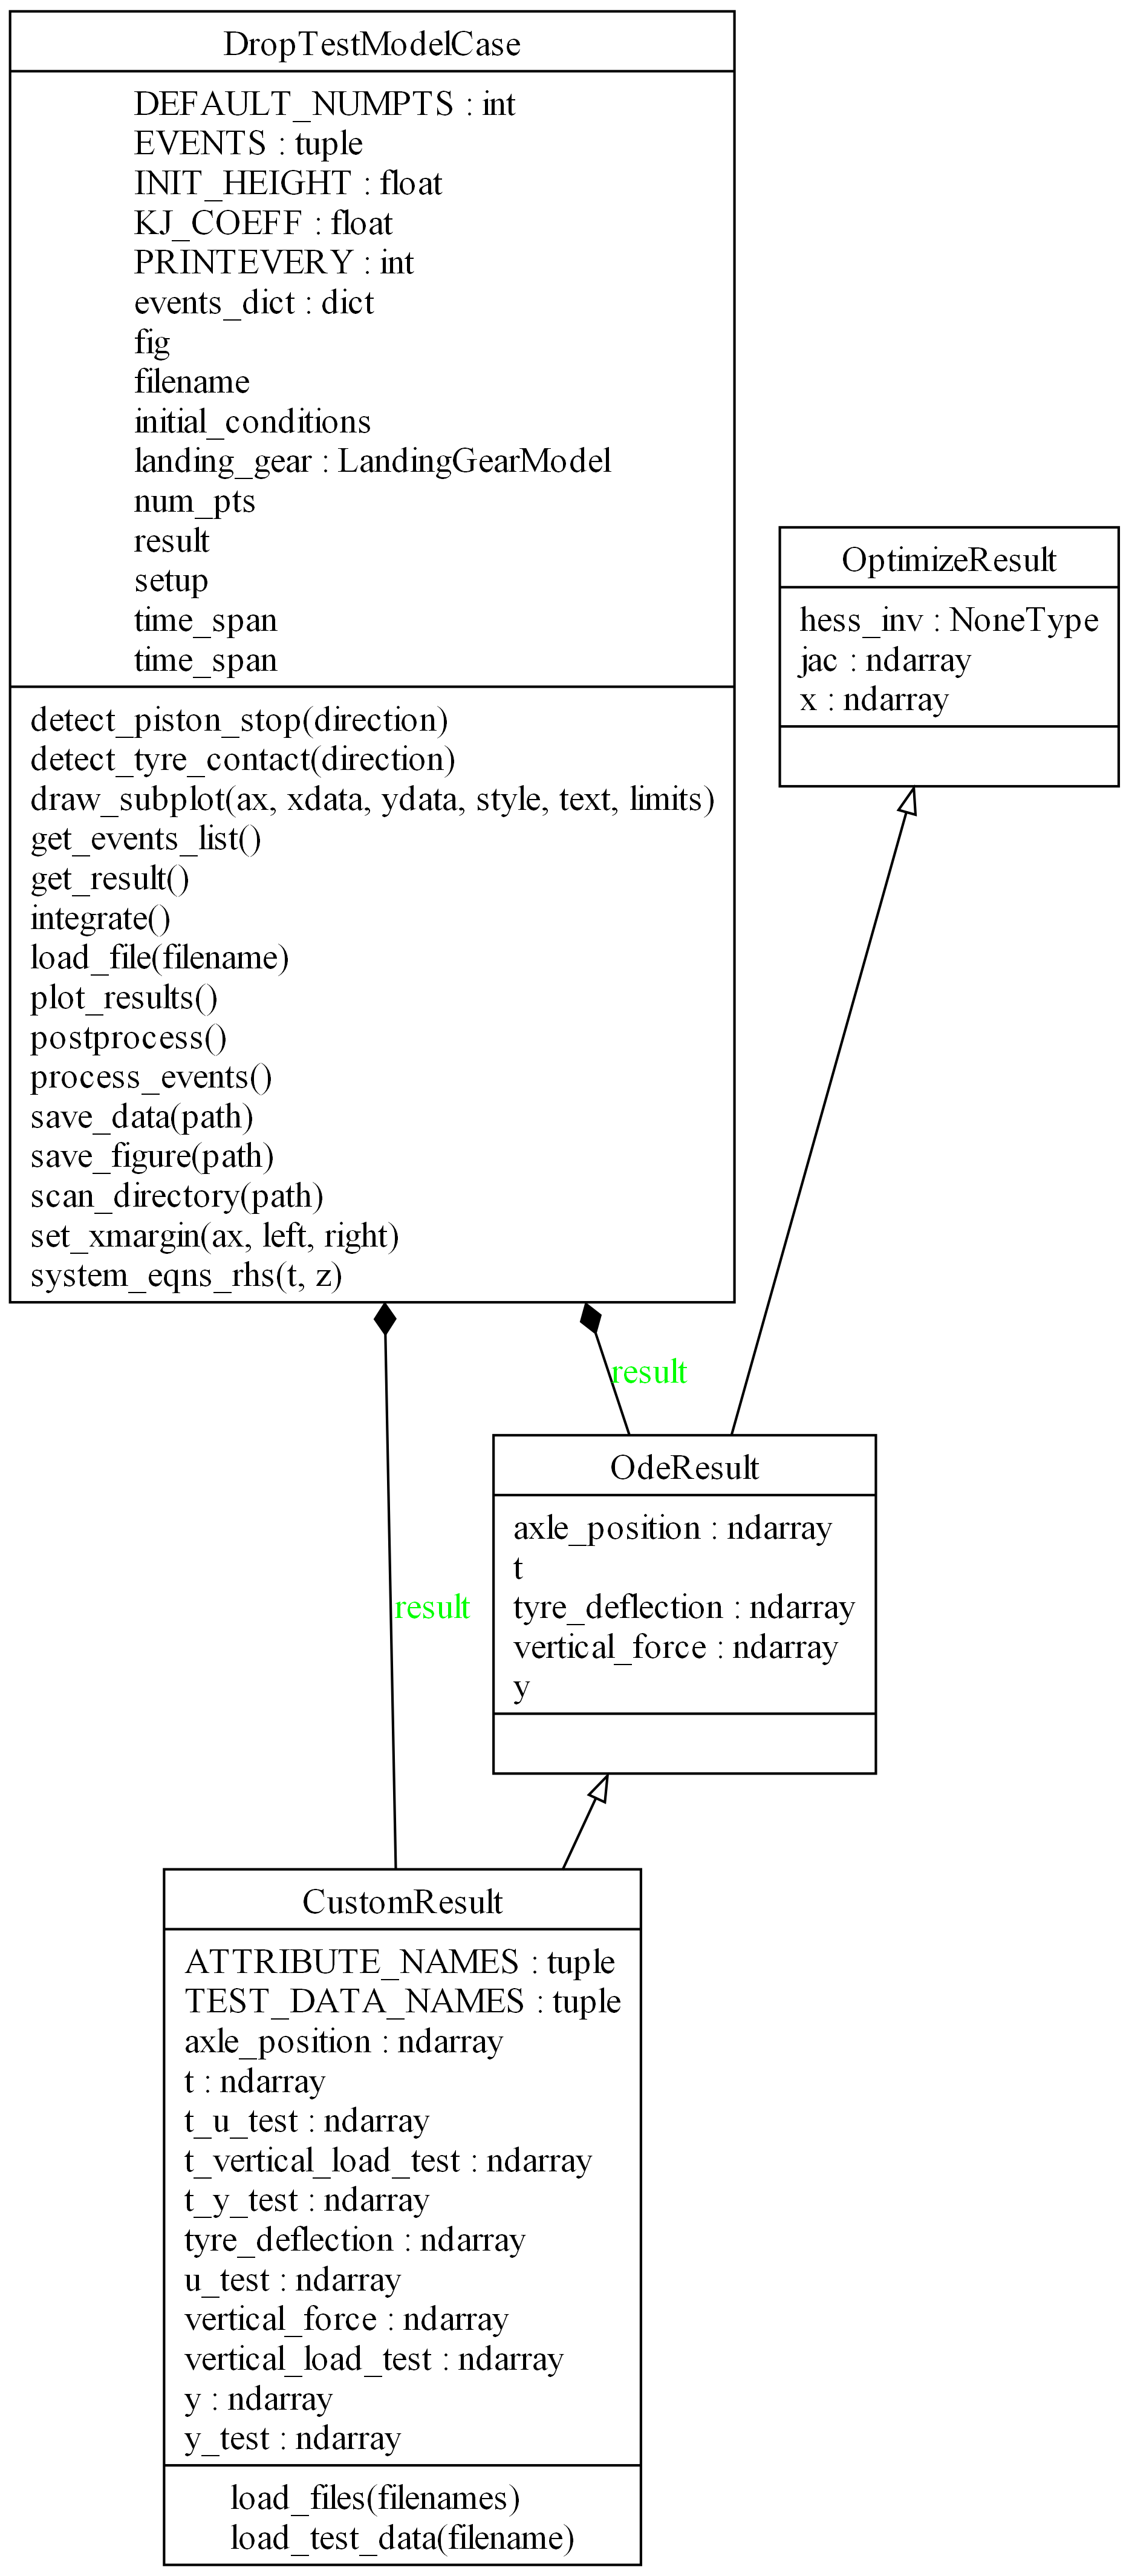 DropTestModelCase
DEFAULT_NUMPTS : int
EVENTS : tuple
INIT_HEIGHT : float
KJ_COEFF : float
PRINTEVERY : int
events_dict : dict
fig
filename
initial_conditions
landing_gear : LandingGearModel
num_pts
result
setup
time_span
time_span
detect_piston_stop(direction)
detect_tyre_contact(direction)
draw_subplot(ax, xdata, ydata, style, text, limits)
get_events_list()
get_result()
integrate()
load_file(filename)
plot_results()
postprocess()
process_events()
save_data(path)
save_figure(path)
scan_directory(path)
set_xmargin(ax, left, right)
system_eqns_rhs(t, z)
OptimizeResult
hess_inv : NoneType
jac : ndarray
x : ndarray
result
OdeResult
axle_position : ndarray
t
tyre_deflection : ndarray
vertical_force : ndarray
y
result
CustomResult
ATTRIBUTE_NAMES : tuple
TEST_DATA_NAMES : tuple
axle_position : ndarray
t : ndarray
t_u_test : ndarray
t_vertical_load_test : ndarray
t_y_test : ndarray
tyre_deflection : ndarray
u_test : ndarray
vertical_force : ndarray
vertical_load_test : ndarray
y : ndarray
y_test : ndarray
load_files(filenames)
load_test_data(filename)